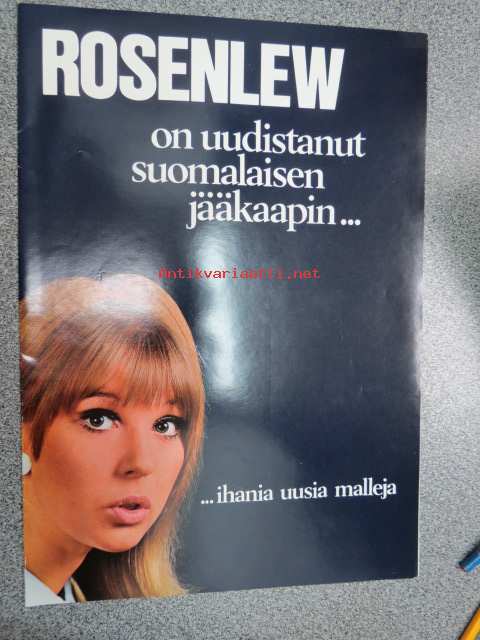 ROSENLEW
on uudistanut
suomalaisen
jääkaapin...
Antikvariaatti.net
...ihania uusia malleja